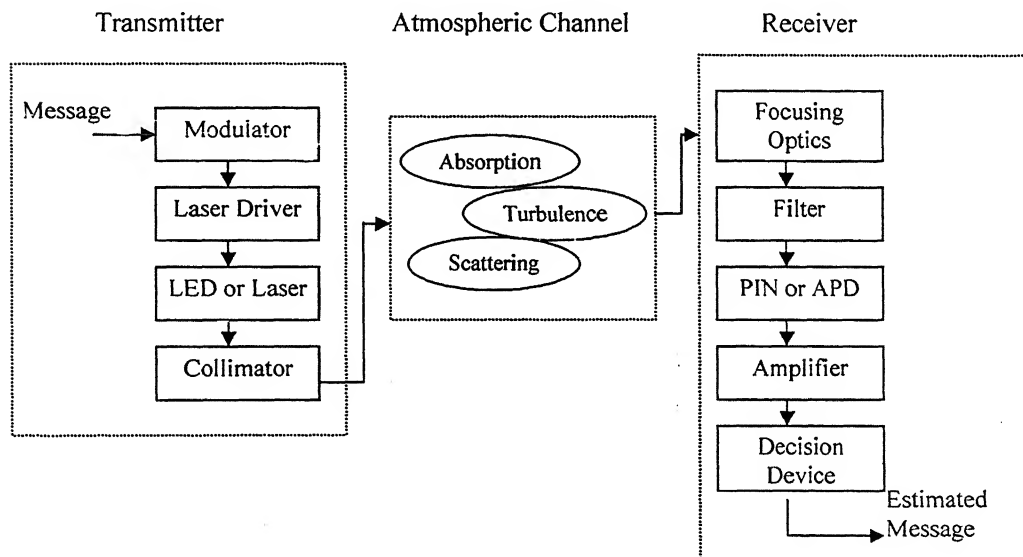 Transmitter
Atmospheric Channel
Receiver
Message
Modulator
Laser Driver
LED or Laser
Collimator
Absorption
Turbulence
Scattering
Focusing
Optics
Filter
PIN or APD
Amplifier
Decision
Device
Estimated
Message